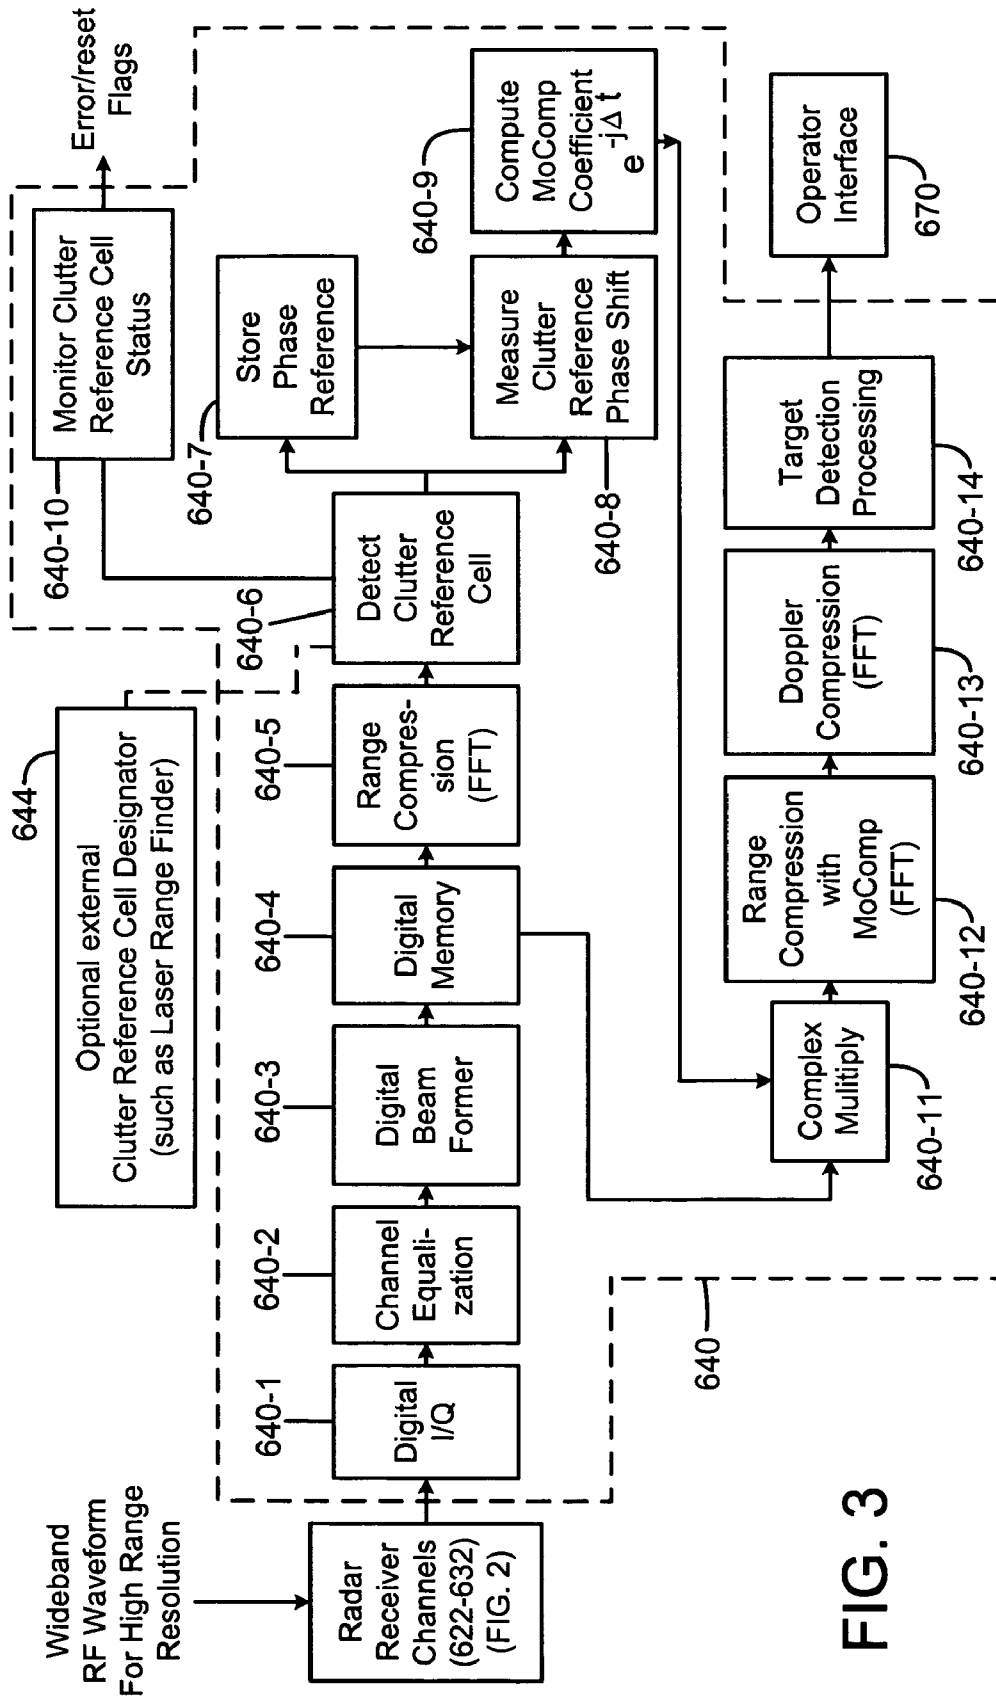 Wideband
RF Waveform
For High Range
Resolution
Radar
Receiver
Channels
(622-632)
(FIG. 2)
640-1
Digital
I/Q
640-2
Channel
Equali-
zation
640-3
Digital
Beam
Former
640-4
Digital
Memory
640-5
Range
Compres-
sion
(FFT)
640-6
Detect
Clutter
Reference
Cell
644
Optional external
Clutter Reference Cell Designator
(such as Laser Range Finder)
640-10
Monitor Clutter
Reference Cell
Status
Error/reset
Flags
640-7
Store
Phase
Reference
640-8
Measure
Clutter
Reference
Phase Shift
640-9
Compute
MoComp
Coefficient
e -jΔt
640
Complex
Mulitiply
640-11
Range
Compression
with
MoComp
(FFT)
640-12
Doppler
Compression
(FFT)
640-13
Target
Detection
Processing
640-14
Operator
Interface
670
FIG. 3